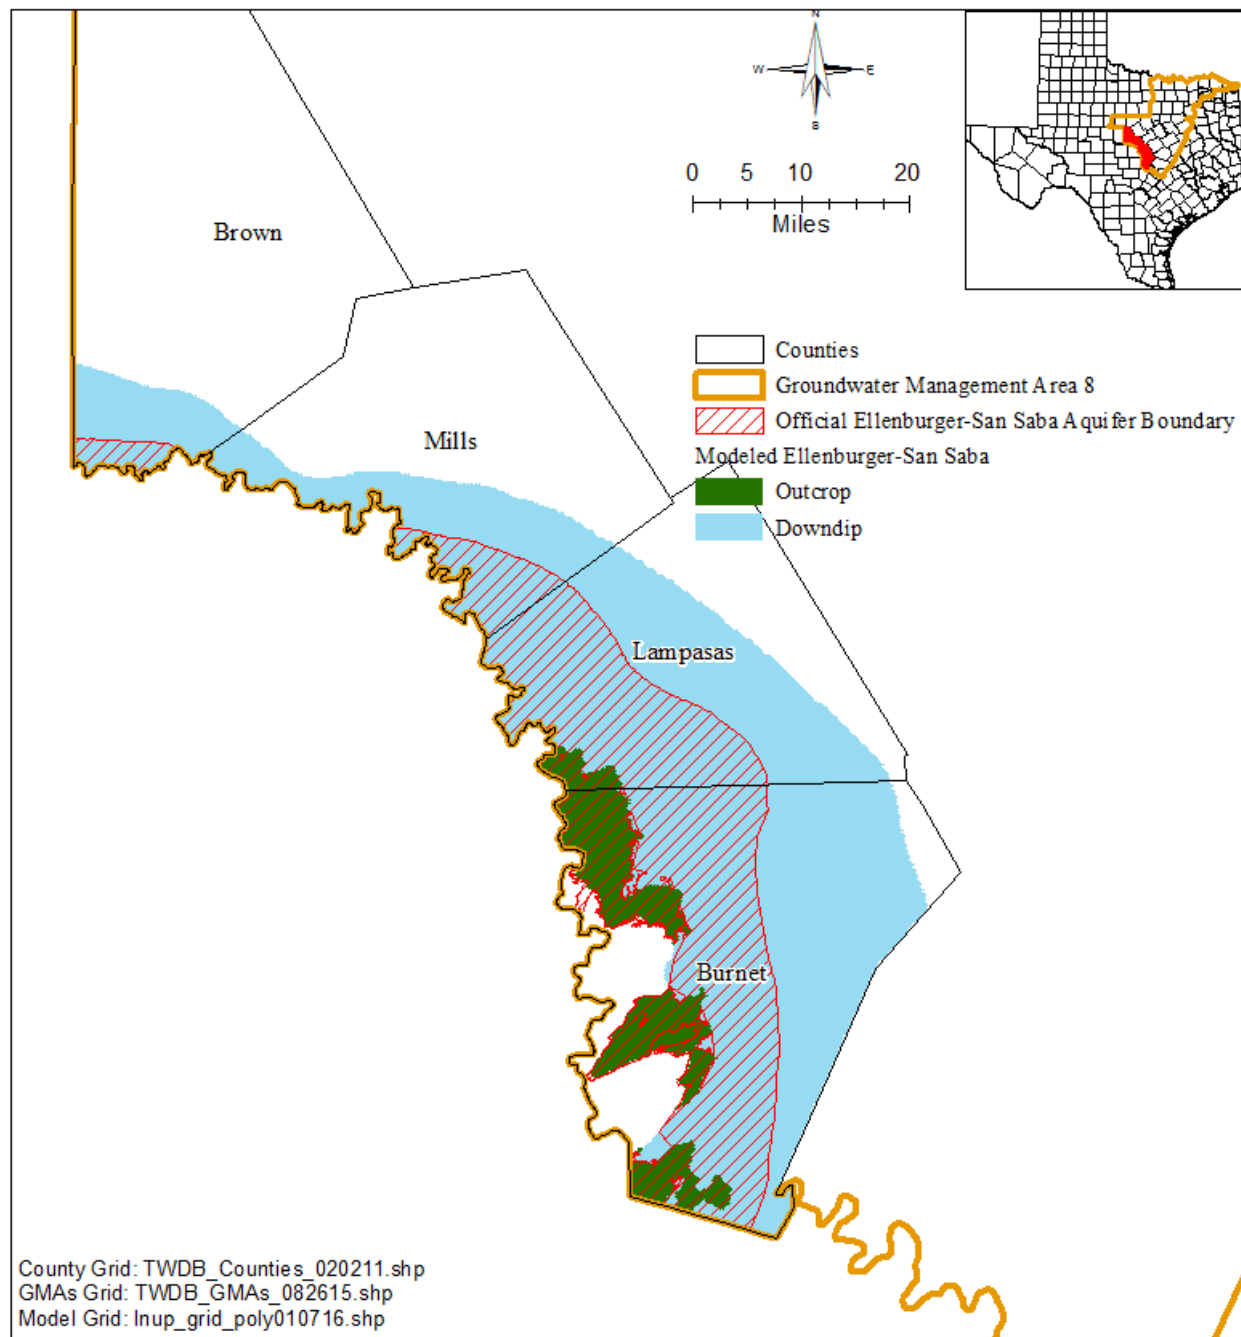 N
W E
S
0 5 10 20
Miles
Brown
Mills
Lampasas
Burnet
Counties
Groundwater Management Area 8
Official Ellenburger-San Saba Aquifer Boundary
Modeled Ellenburger-San Saba
Outcrop
Downdip
County Grid: TWDB_Counties_020211.shp
GMAs Grid: TWDB_GMAs_082615.shp
Model Grid: lnup_grid_poly010716.shp